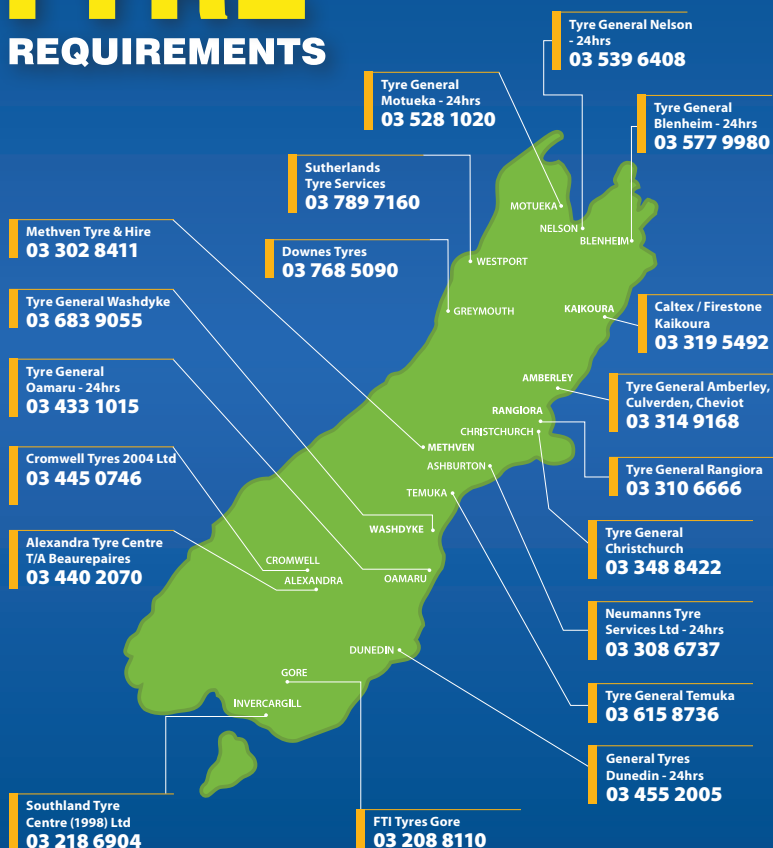 REQUIREMENTS
Tyre General Nelson
- 24hrs
03 539 6408
Tyre General
Motueka - 24hrs
03 528 1020
Tyre General
Blenheim - 24hrs
03 577 9980
Sutherlands
Tyre Services
03 789 7160
Methven Tyre & Hire
03 302 8411
Downes Tyres
03 768 5090
Tyre General Washdyke
03 683 9055
Caltex / Firestone
Kaikoura
03 319 5492
Tyre General
Oamaru - 24hrs
03 433 1015
Tyre General Amberley,
Culverden, Cheviot
03 314 9168
Cromwell Tyres 2004 Ltd
03 445 0746
Tyre General Rangiora
03 310 6666
Alexandra Tyre Centre
T/A Beaurepaires
03 440 2070
Tyre General
Christchurch
03 348 8422
Neumanns Tyre
Services Ltd - 24hrs
03 308 6737
Tyre General Temuka
03 615 8736
General Tyres
Dunedin - 24hrs
03 455 2005
Southland Tyre
Centre (1998) Ltd
03 218 6904
FTI Tyres Gore
03 208 8110
MOTUEKA
NELSON
BLENHEIM
WESTPORT
GREYMOUTH
KAIKOURA
AMBERLEY
RANGIORA
CHRISTCHURCH
METHVEN
ASHBURTON
TEMUKA
WASHDYKE
CROMWELL
ALEXANDRA
OAMARU
DUNEDIN
GORE
INVERCARGILL